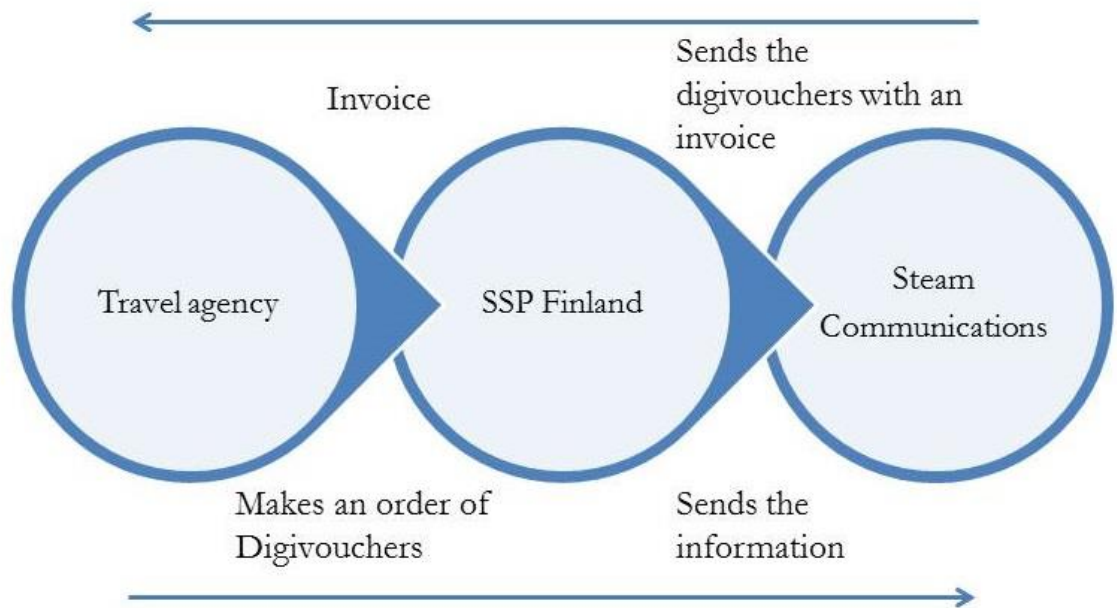 Sends the
digivouchers with an
invoice
Invoice
Travel agency
SSP Finland
Steam
Communications
Makes an order of
Digivouchers
Sends the
information